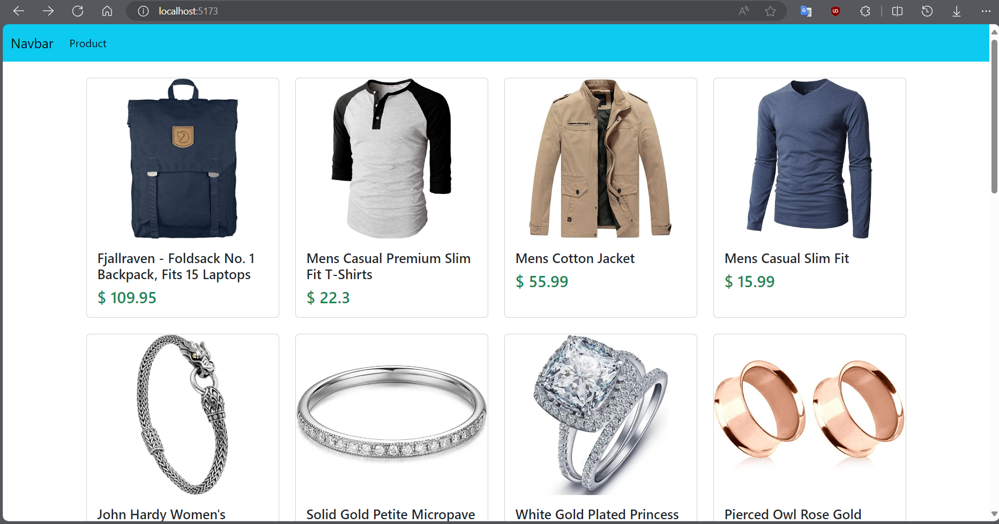 localhost:5173
Navbar Product
Fjallraven - Foldsack No. 1
Backpack, Fits 15 Laptops
$ 109.95
Mens Casual Premium Slim
Fit T-Shirts
$ 22.3
Mens Cotton Jacket
$ 55.99
Mens Casual Slim Fit
$ 15.99
John Hardy Women's
Solid Gold Petite Micropave
White Gold Plated Princess
Pierced Owl Rose Gold